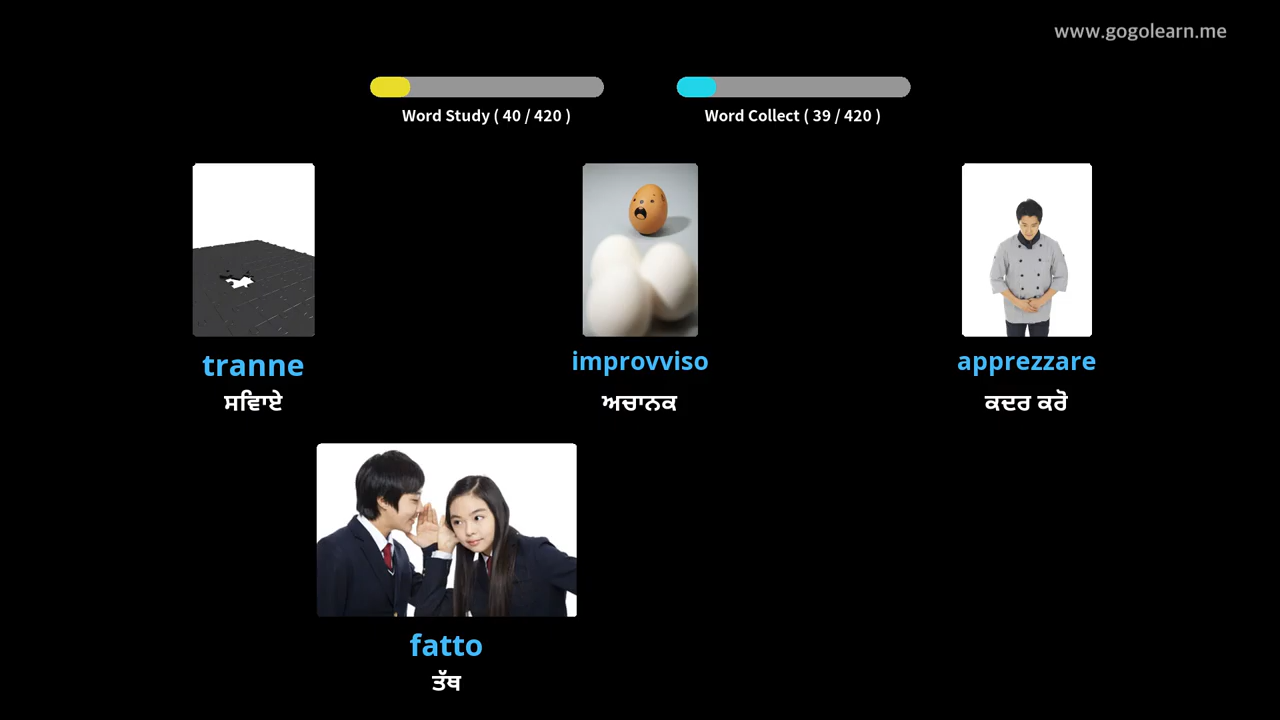 www.gogolearn.me
Word Study ( 40 / 420 )
Word Collect ( 39 / 420 )
tranne
ਸਵਿਾਏ
improvviso
ਅਚਾਨਕ
apprezzare
ਕਦਰ ਕਰੋ
fatto
ਤੱਥ